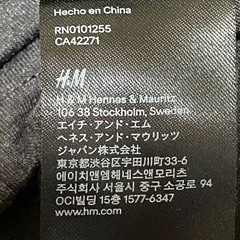 Hecho en China
RN0101255
CA42271
H&M
H & M Hennes & Mauritz
106 38 Stockholm, Sweden
エイチ・アンド・エム
ヘネス・アンド・マウリッツ
ジャパン株式会社
東京都渋谷区宇田川町33-6
에이치앤에이치헤네스앤모리츠
주식회사 서울시 중구 소공로 94
OCI빌딩 15층 1577-6347
www.hm.com